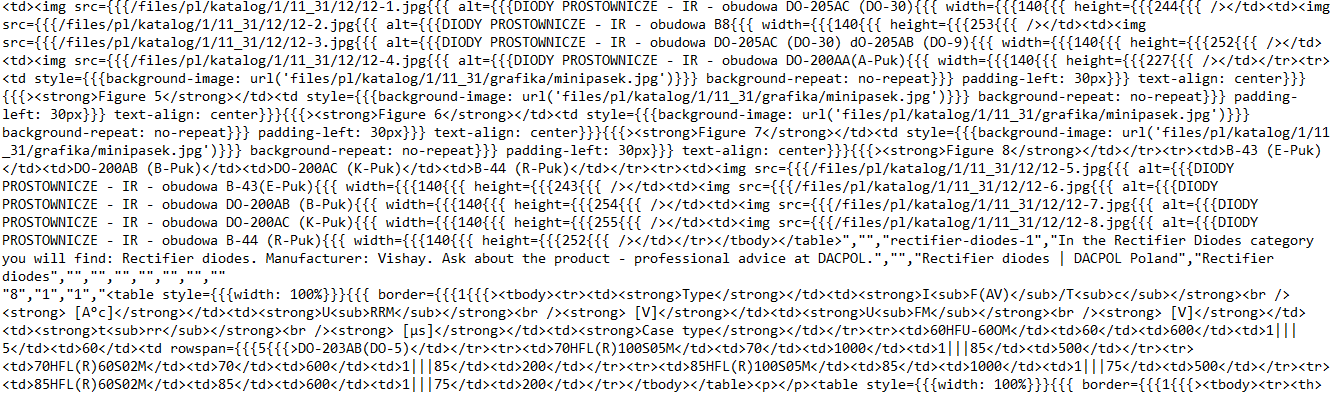 <td><img src={{{/files/pl/katalog/1/11_31/12/12-1.jpg{{{ alt={{{DIODY PROSTOWNICZE - IR - obudowa DO-205AC (DO-30){{{ width={{{140{{{ height={{{244{{{ /></td><td><img
src={{{/files/pl/katalog/1/11_31/12/12-2.jpg{{{ alt={{{DIODY PROSTOWNICZE - IR - obudowa B8{{{ width={{{140{{{ height={{{253{{{ /></td><td><img
src={{{/files/pl/katalog/1/11_31/12/12-3.jpg{{{ alt={{{DIODY PROSTOWNICZE - IR - obudowa DO-205AC (DO-30) dO-205AB (DO-9){{{ width={{{140{{{ height={{{252{{{ /></td>
<td><img src={{{/files/pl/katalog/1/11_31/12/12-4.jpg{{{ alt={{{DIODY PROSTOWNICZE - IR - obudowa DO-200AA(A-Puk){{{ width={{{140{{{ height={{{227{{{ /></td></tr><tr>
<td style={{{background-image: url('files/pl/katalog/1/11_31/grafika/minipasek.jpg')}}} background-repeat: no-repeat}}} padding-left: 30px}}} text-align: center}}}
{{{><strong>Figure 5</strong></td><td style={{{background-image: url('files/pl/katalog/1/11_31/grafika/minipasek.jpg')}}} background-repeat: no-repeat}}} padding-
left: 30px}}} text-align: center}}}{{{><strong>Figure 6</strong></td><td style={{{background-image: url('files/pl/katalog/1/11_31/grafika/minipasek.jpg')}}}
background-repeat: no-repeat}}} padding-left: 30px}}} text-align: center}}}{{{><strong>Figure 7</strong></td><td style={{{background-image: url('files/pl/katalog/1/11
_31/grafika/minipasek.jpg')}}} background-repeat: no-repeat}}} padding-left: 30px}}} text-align: center}}}{{{><strong>Figure 8</strong></td></tr><tr><td>B-43 (E-Puk)
</td><td>DO-200AB (B-Puk)</td><td>DO-200AC (K-Puk)</td><td>B-44 (R-Puk)</td></tr><tr><td><img src={{{/files/pl/katalog/1/11_31/12/12-5.jpg{{{ alt={{{DIODY
PROSTOWNICZE - IR - obudowa B-43(E-Puk){{{ width={{{140{{{ height={{{243{{{ /></td><td><img src={{{/files/pl/katalog/1/11_31/12/12-6.jpg{{{ alt={{{DIODY
PROSTOWNICZE - IR - obudowa DO-200AB (B-Puk){{{ width={{{140{{{ height={{{254{{{ /></td><td><img src={{{/files/pl/katalog/1/11_31/12/12-7.jpg{{{ alt={{{DIODY
PROSTOWNICZE - IR - obudowa DO-200AC (K-Puk){{{ width={{{140{{{ height={{{255{{{ /></td><td><img src={{{/files/pl/katalog/1/11_31/12/12-8.jpg{{{ alt={{{DIODY
PROSTOWNICZE - IR - obudowa B-44 (R-Puk){{{ width={{{140{{{ height={{{252{{{ /></td></tr></tbody></table>","","rectifier-diodes-1","In the Rectifier Diodes category
you will find: Rectifier diodes. Manufacturer: Vishay. Ask about the product - professional advice at DACPOL.","","Rectifier diodes | DACPOL Poland","Rectifier
diodes","","","","","","",""
"8","1","1","<table style={{{width: 100%}}}{{{ border={{{1{{{><tbody><tr><td><strong>Type</strong></td><td><strong>I<sub>F(AV)</sub>/T<sub>c</sub></strong><br />
<strong> [A°c]</strong></td><td><strong>U<sub>RRM</sub></strong><br /><strong> [V]</strong></td><td><strong>U<sub>FM</sub></strong><br /><strong> [V]</strong></td>
<td><strong>t<sub>rr</sub></strong><br /><strong> [µs]</strong></td><td><strong>Case type</strong></td></tr><tr><td>60HFU-60OM</td><td>60</td><td>600</td><td>1|||
5</td><td>60</td><td rowspan={{{5{{{>DO-203AB(DO-5)</td></tr><tr><td>70HFL(R)100S05M</td><td>70</td><td>1000</td><td>1|||85</td><td>500</td></tr><tr>
<td>70HFL(R)60S02M</td><td>70</td><td>600</td><td>1|||85</td><td>200</td></tr><tr><td>85HFL(R)100S05M</td><td>85</td><td>1000</td><td>1|||75</td><td>500</td></tr><tr>
<td>85HFL(R)60S02M</td><td>85</td><td>600</td><td>1|||75</td><td>200</td></tr></tbody></table><p></p><table style={{{width: 100%}}}{{{ border={{{1{{{><tbody><tr><th>